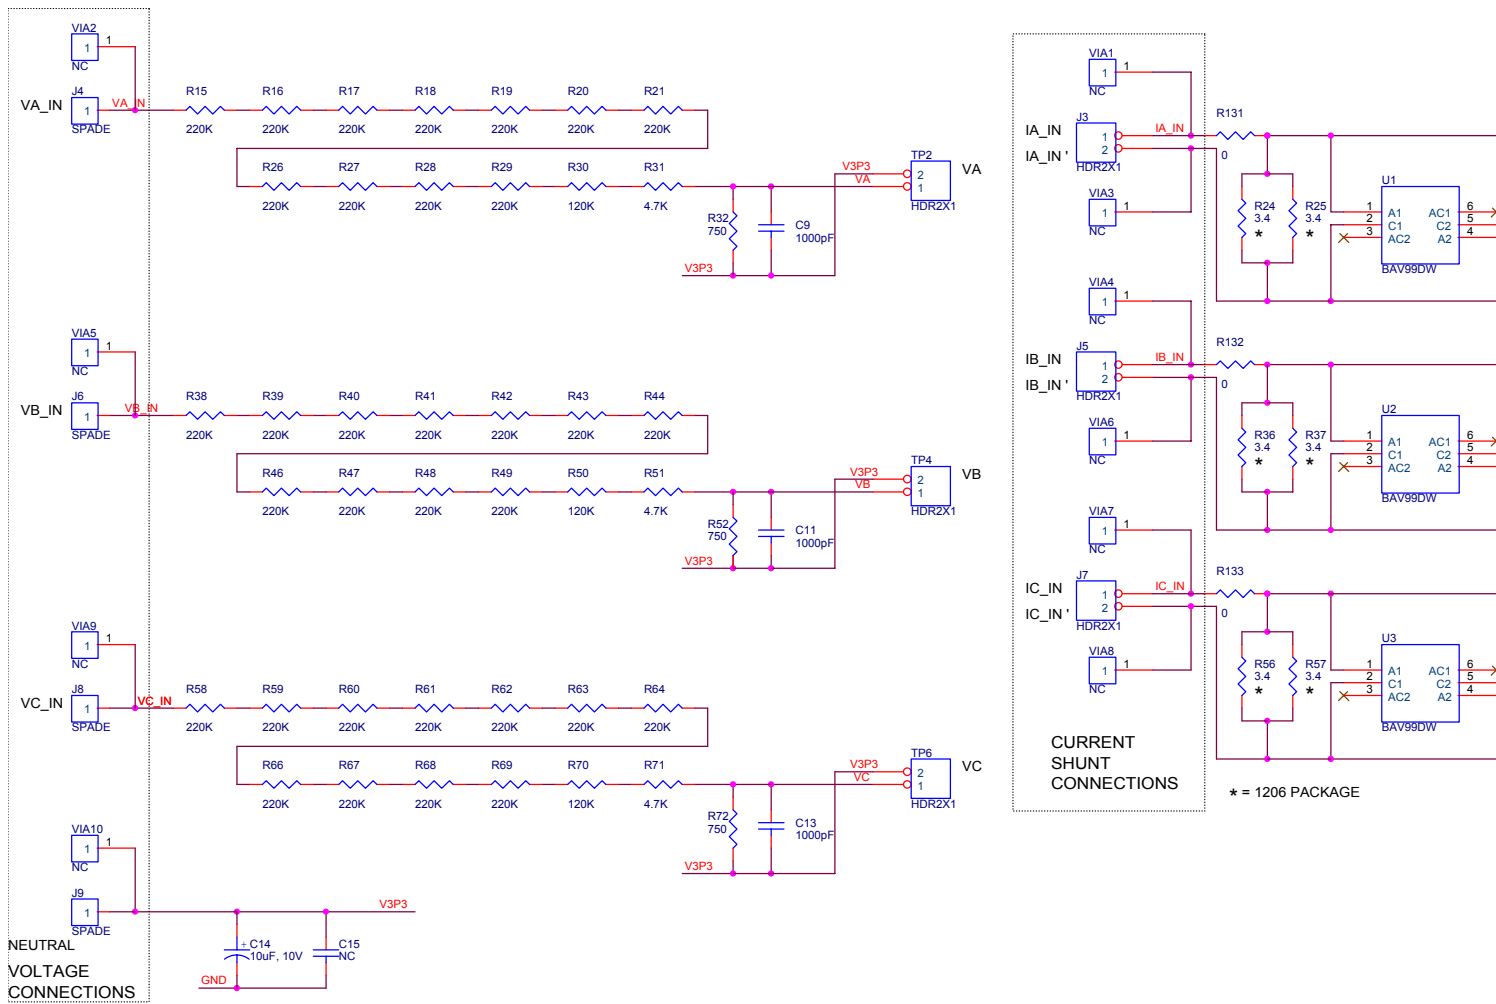 VIA2
1 1
NC
VA_IN J4 1 VA_IN
SPADE
R15 R16 R17 R18 R19 R20 R21
220K 220K 220K 220K 220K 220K 220K
R26 R27 R28 R29 R30 R31
220K 220K 220K 220K 120K 4.7K
V3P3
VA
TP2
2
1
HDR2X1
VA
R32
750
C9
1000pF
V3P3
VIA5
1 1
NC
VB_IN J6 1 VB_IN
SPADE
R38 R39 R40 R41 R42 R43 R44
220K 220K 220K 220K 220K 220K 220K
R46 R47 R48 R49 R50 R51
220K 220K 220K 220K 120K 4.7K
V3P3
VB
TP4
2
1
HDR2X1
VB
R52
750
C11
1000pF
V3P3
VIA9
1 1
NC
VC_IN J8 1 VC_IN
SPADE
R58 R59 R60 R61 R62 R63 R64
220K 220K 220K 220K 220K 220K 220K
R66 R67 R68 R69 R70 R71
220K 220K 220K 220K 120K 4.7K
V3P3
VC
TP6
2
1
HDR2X1
VC
R72
750
C13
1000pF
V3P3
VIA10
1 1
NC
J9
1
SPADE
V3P3
NEUTRAL
+ C14
10uF, 10V
C15
NC
GND
VOLTAGE
CONNECTIONS
VIA1
1 1
NC
IA_IN
IA_IN '
J3
1
2
HDR2X1
IA_IN
R131
0
VIA3
1 1
NC
R24
3.4
*
R25
3.4
*
U1
1 A1 AC1 6
2 C1 C2 5
3 AC2 A2 4
BAV99DW
VIA4
1 1
NC
IB_IN
IB_IN '
J5
1
2
HDR2X1
IB_IN
R132
0
VIA6
1 1
NC
R36
3.4
*
R37
3.4
*
U2
1 A1 AC1 6
2 C1 C2 5
3 AC2 A2 4
BAV99DW
VIA7
1 1
NC
IC_IN
IC_IN '
J7
1
2
HDR2X1
IC_IN
R133
0
VIA8
1 1
NC
R56
3.4
*
R57
3.4
*
U3
1 A1 AC1 6
2 C1 C2 5
3 AC2 A2 4
BAV99DW
CURRENT
SHUNT
CONNECTIONS
* = 1206 PACKAGE